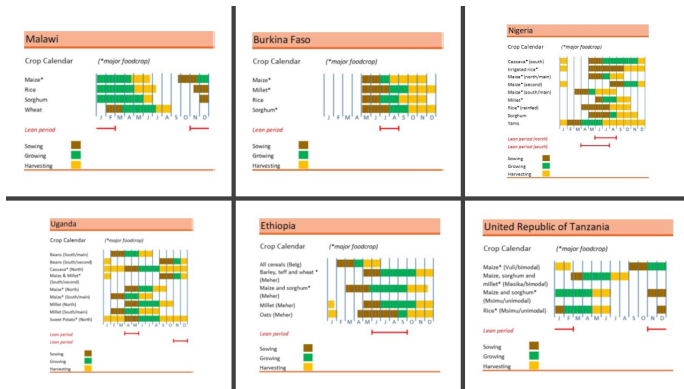 Malawi
Crop Calendar (*major foodcrop)
Maize*
Rice
Sorghum
Wheat
J F M A M J J A S O N D
Lean period
Sowing
Growing
Harvesting
Burkina Faso
Crop Calendar (*major foodcrop)
Maize*
Millet*
Rice
Sorghum*
J F M A M J J A S O N D
Lean period
Sowing
Growing
Harvesting
Nigeria
Crop Calendar (*major foodcrop)
Cassava* (south)
Irrigated rice*
Maize* (north/main)
Maize* (second)
Maize* (south/main)
Millet*
Rice* (rainfed)
Sorghum
Yams
J F M A M J J A S O N D
Lean period (north)
Lean period (south)
Sowing
Growing
Harvesting
Uganda
Crop Calendar (*major foodcrop)
Beans (South/main)
Beans (South/second)
Cassava* (North)
Maize & Millet*
(South/second)
Maize* (North)
Maize* (South/main)
Millet (North)
Millet (South/main)
Sweet Potato* (North)
J F M A M J J A S O N D
Lean period
Lean period
Sowing
Growing
Harvesting
Ethiopia
Crop Calendar (*major foodcrop)
All cereals (Belg)
Barley, teff and wheat *
(Meher)
Maize and sorghum*
(Meher)
Millet (Meher)
Oats (Meher)
J F M A M J J A S O N D
Lean period
Sowing
Growing
Harvesting
United Republic of Tanzania
Crop Calendar (*major foodcrop)
Maize* (Vuli/bimodal)
Maize, sorghum and
millet* (Masika/bimodal)
Maize and sorghum*
(Msimu/unimodal)
Rice* (Msimu/unimodal)
J F M A M J J A S O N D
Lean period
Sowing
Growing
Harvesting